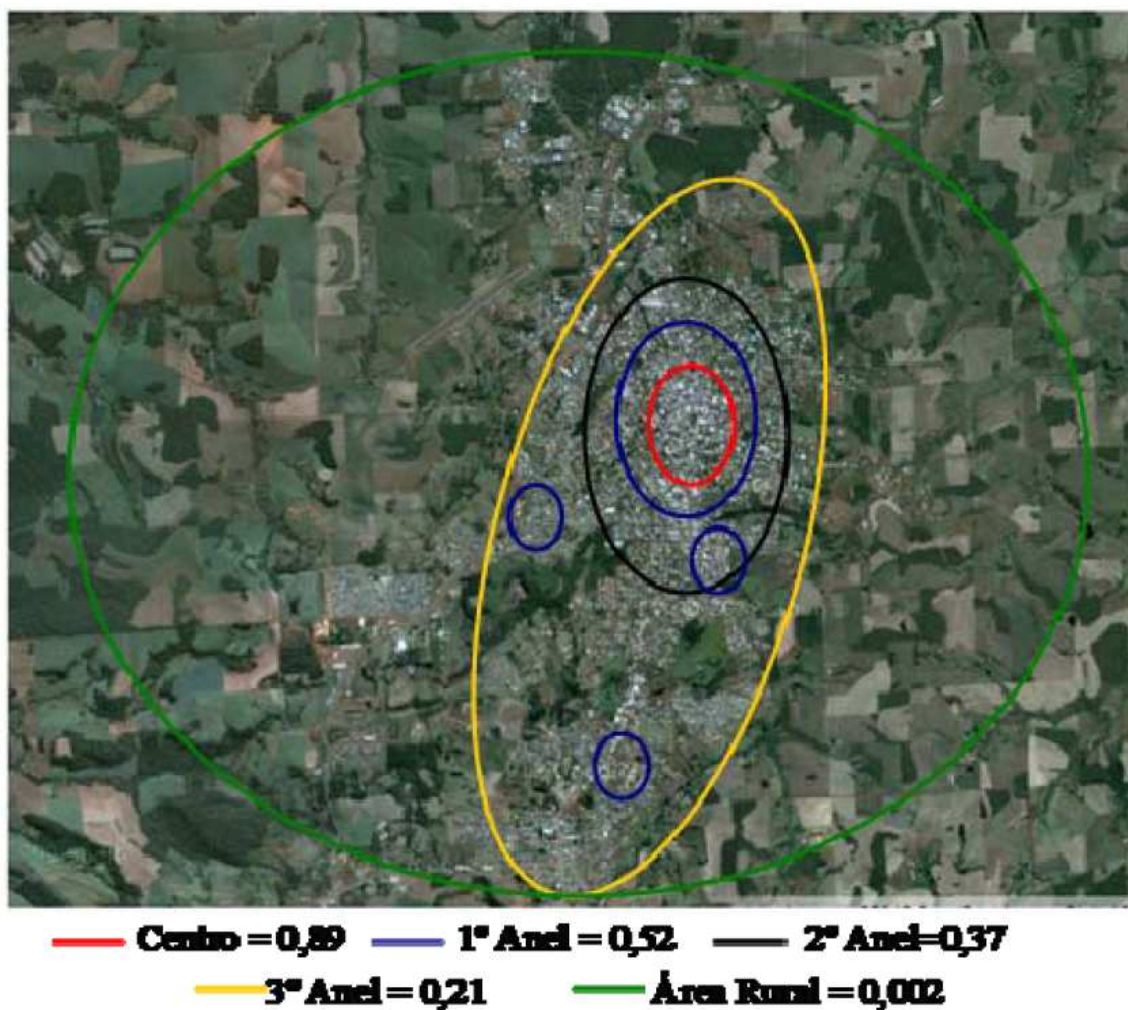 Centro = 0,89 1º Anel = 0,52 2º Anel=0,37
3º Anel = 0,21 Área Rural = 0,002